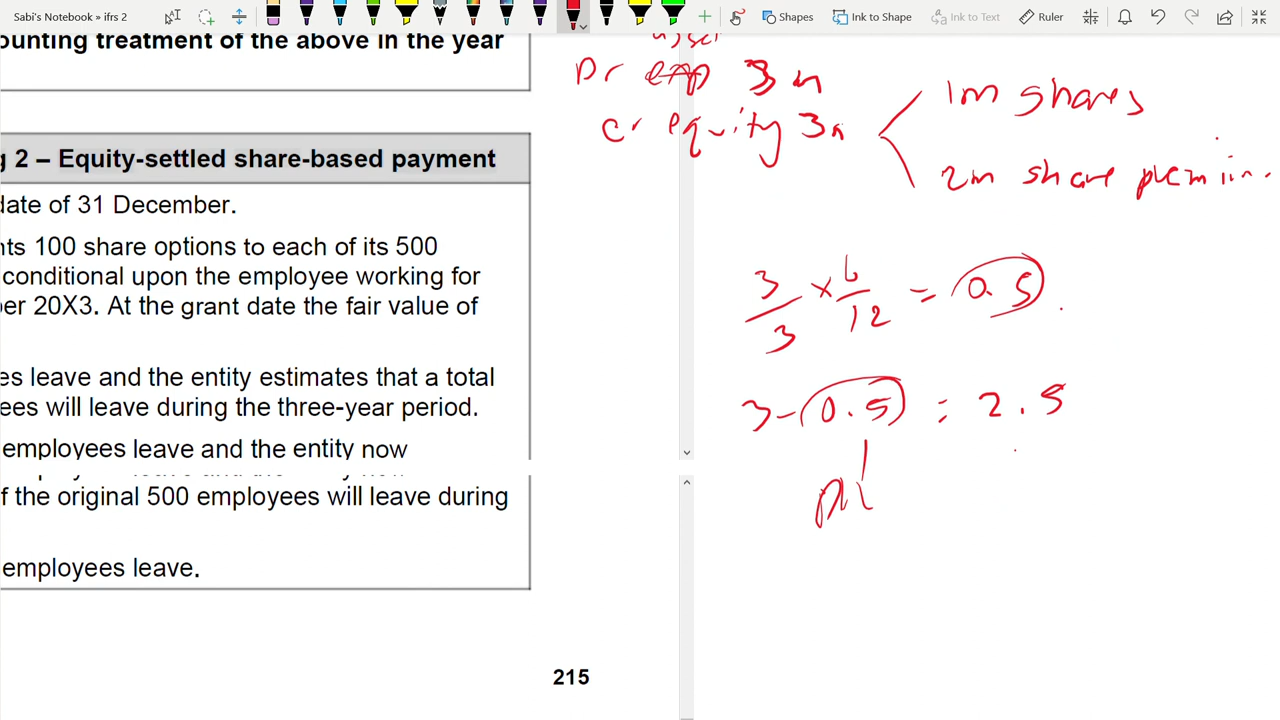 Sabi's Notebook » ifrs 2
Shapes
Ink to Shape
Ink to Text
Ruler
ounting treatment of the above in the year
g 2 – Equity-settled share-based payment
date of 31 December.
nts 100 share options to each of its 500
conditional upon the employee working for
er 20X3. At the grant date the fair value of
es leave and the entity estimates that a total
ees will leave during the three-year period.
employees leave and the entity now
f the original 500 employees will leave during
employees leave.
215
asset
Dr exp 3m
cr equity 3m
1m shares
2m share premium.
3/3 × 6/12 = 0.5
3 - 0.5 = 2.5